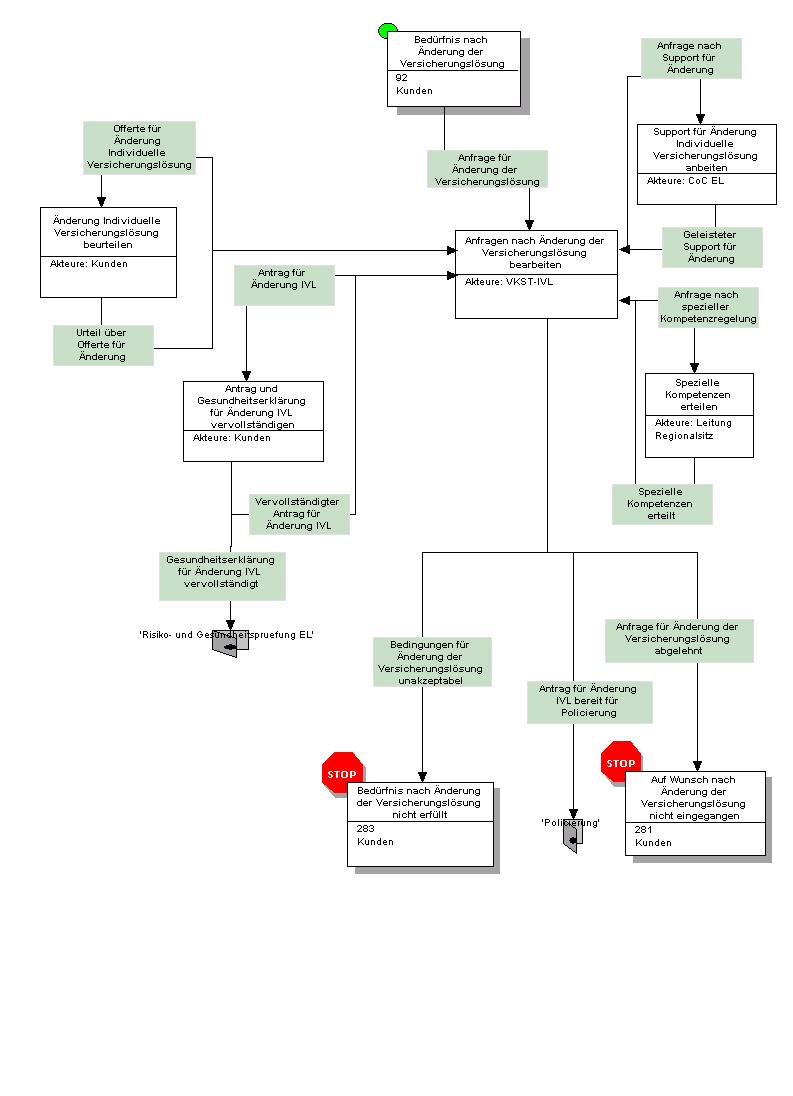 Bedürfnis nach
Änderung der
Versicherungslösung
92
Kunden
Anfrage nach
Support für
Änderung
Offerte für
Änderung
Individuelle
Versicherungslösung
Support für Änderung
Individuelle
Versicherungslösung
anbeiten
Akteure: CoC EL
Anfrage für
Änderung der
Versicherungslösung
Änderung Individuelle
Versicherungslösung
beurteilen
Akteure: Kunden
Anfragen nach Änderung der
Versicherungslösung
bearbeiten
Akteure: VKST-IVL
Geleisteter
Support für
Änderung
Antrag für
Änderung IVL
Anfrage nach
spezieller
Kompetenzregelung
Urteil über
Offerte für
Änderung
Antrag und
Gesundheitserklärung
für Änderung IVL
vervollständigen
Akteure: Kunden
Spezielle
Kompetenzen
erteilen
Akteure: Leitung
Regionalsitz
Vervollständigter
Antrag für
Änderung IVL
Spezielle
Kompetenzen
erteilt
Gesundheitserklärung
für Änderung IVL
vervollständigt
'Risiko- und Gesundheitspruefung EL'
Bedingungen für
Änderung der
Versicherungslösung
unakzeptabel
Anfrage für Änderung der
Versicherungslösung
abgelehnt
Antrag für Änderung
IVL bereit für
Policierung
STOP
Bedürfnis nach Änderung
der Versicherungslösung
nicht erfüllt
283
Kunden
'Policierung'
STOP
Auf Wunsch nach
Änderung der
Versicherungslösung
nicht eingegangen
281
Kunden